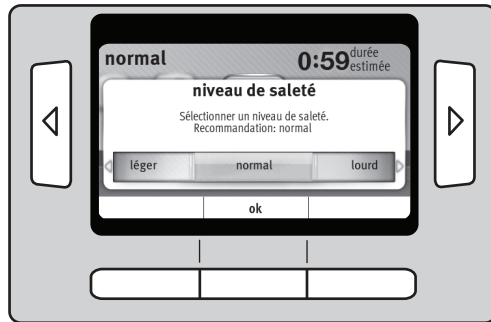 normal 0:59 durée
estimée
niveau de saleté
Sélectionner un niveau de saleté.
Recommandation: normal
léger normal lourd
ok